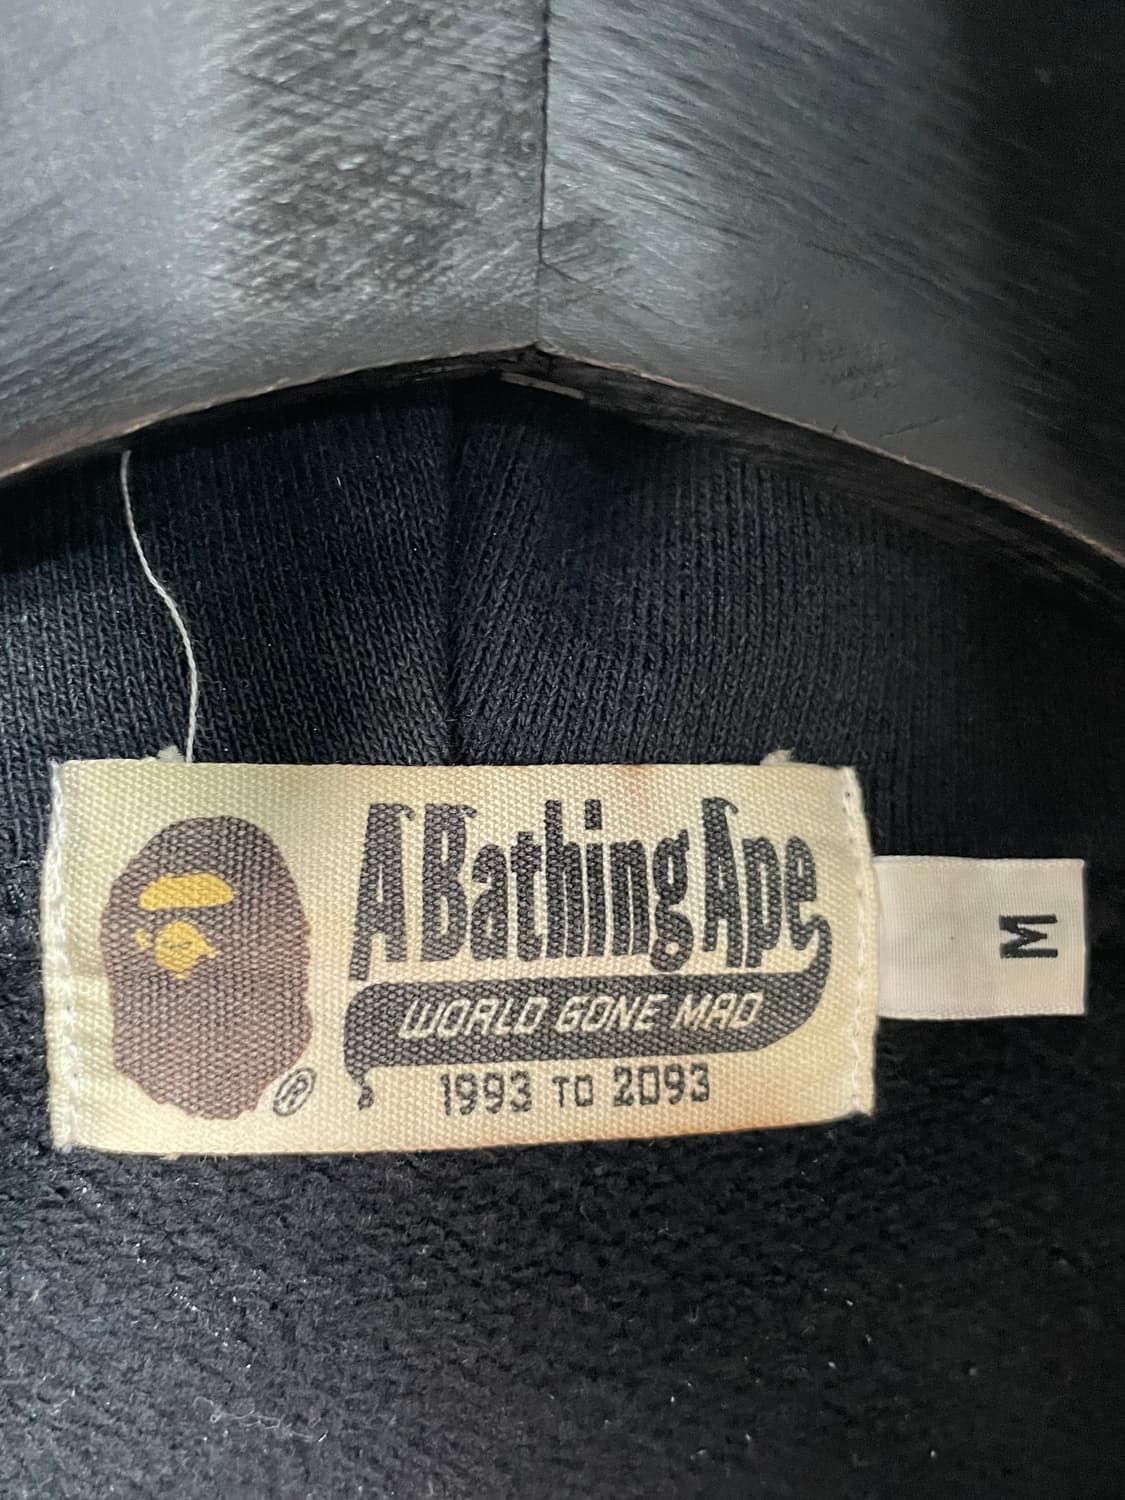 A Bathing Ape
WORLD GONE MAD
1993 TO 2093
®
M